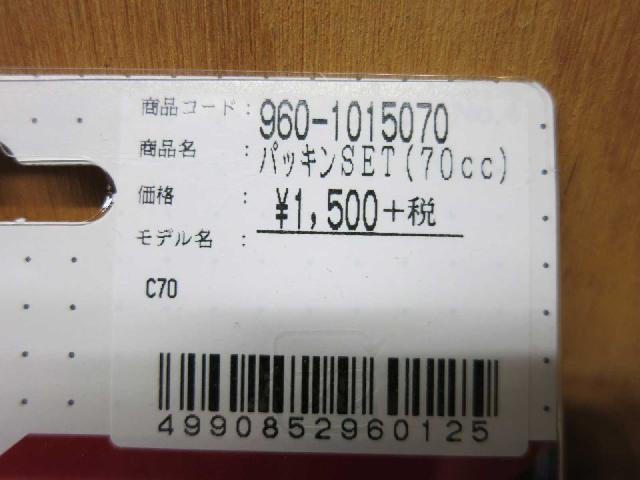 商品コード : 960-1015070
商品名 : パッキンSET(70cc)
価格 : ¥1,500+税
モデル名 :
C70
4990852960125